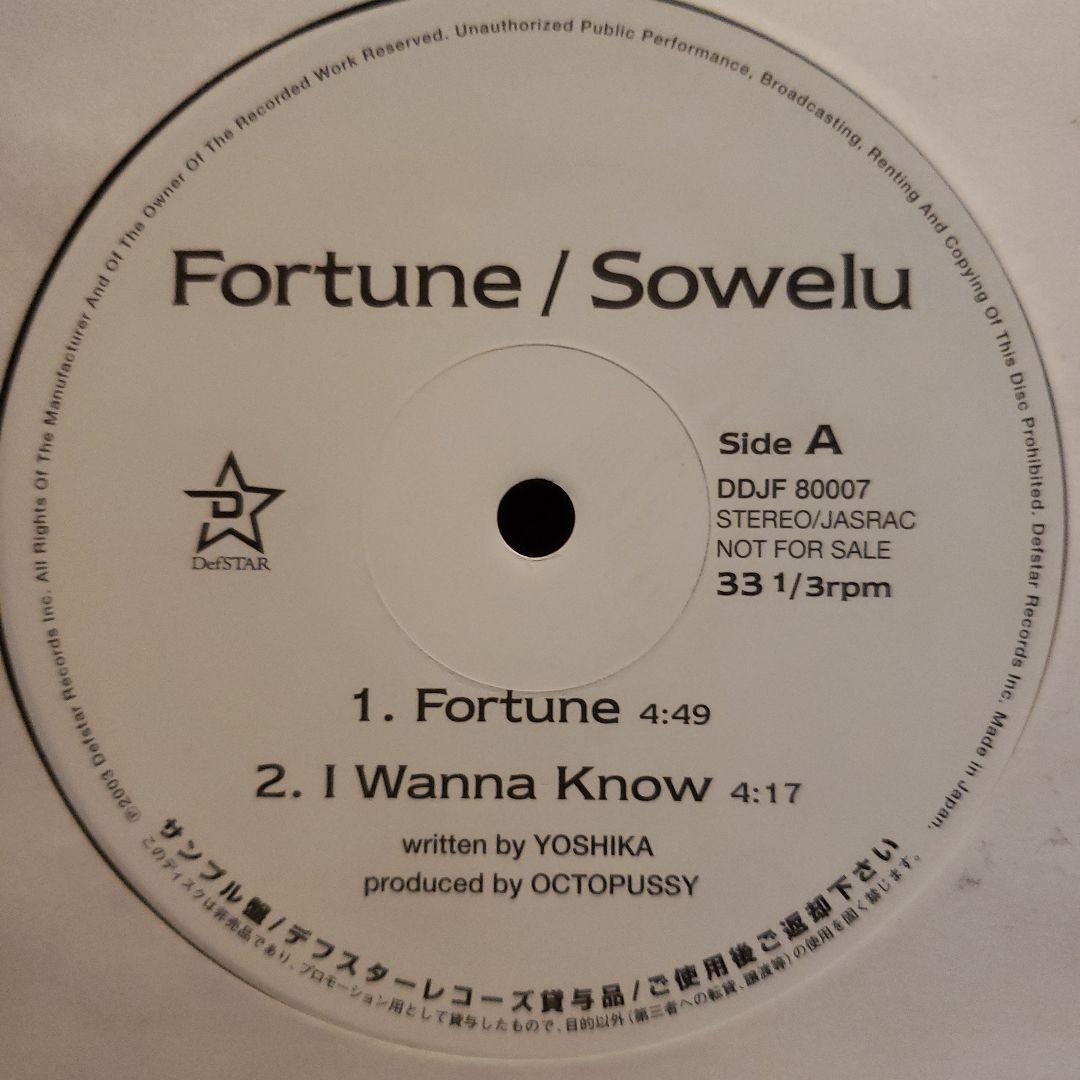 Fortune / Sowelu
DefSTAR
Side A
DDJF 80007
STEREO/JASRAC
NOT FOR SALE
33 1/3rpm
1. Fortune 4:49
2. I Wanna Know 4:17
written by YOSHIKA
produced by OCTOPUSSY
℗2003 Defstar Records Inc. All Rights Of The Manufacturer And Of The Owner Of The Recorded Work Reserved. Unauthorized Public Performance, Broadcasting, Renting And Copying Of This Disc Prohibited. Defstar Records Inc. Made in Japan.
サンプル盤/デフスターレコーズ貸与品/ご使用後ご返却下さい
このディスクは非売品であり、プロモーション用として貸与したもので、目的以外(第三者への転貸、譲渡等)の使用を固く禁じます。